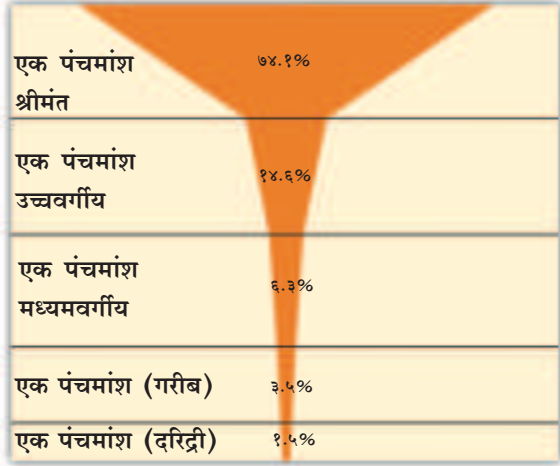 एक पंचमांश
श्रीमंत
७४.१%
एक पंचमांश
उच्चवर्गीय
१४.६%
एक पंचमांश
मध्यमवर्गीय
६.३%
एक पंचमांश (गरीब)
३.५%
एक पंचमांश (दरिद्री)
१.५%